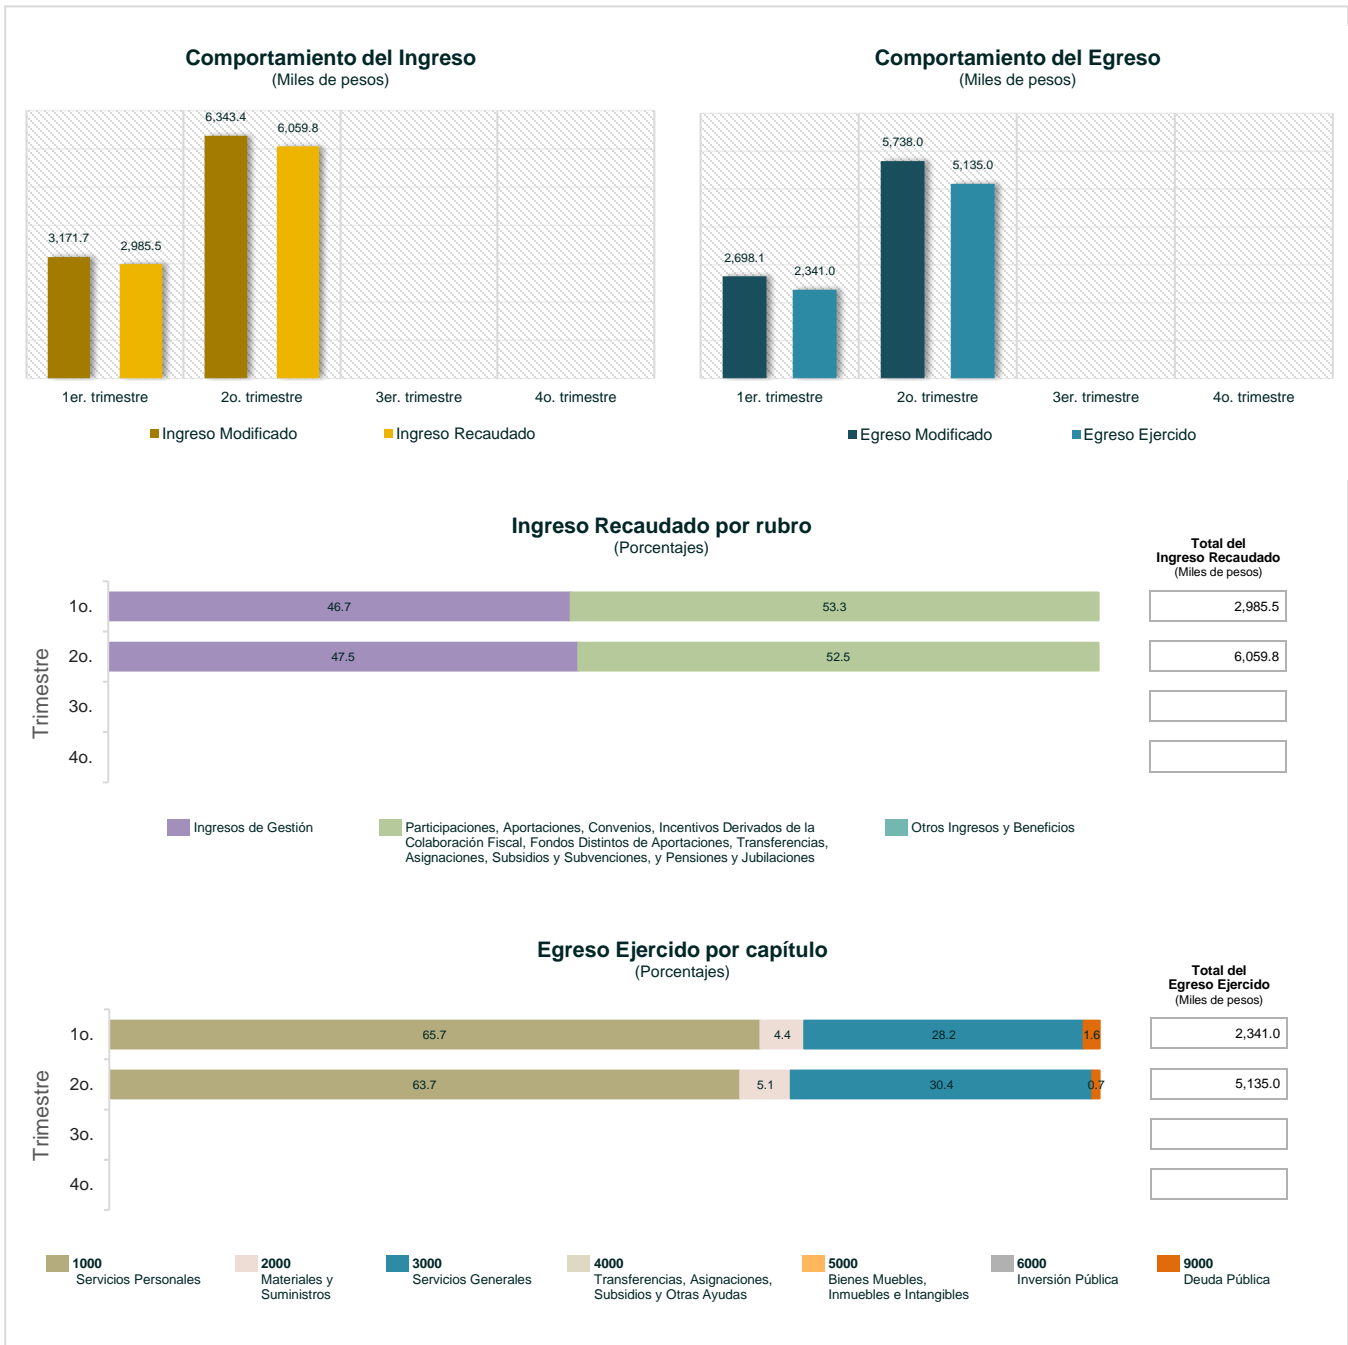 Comportamiento del Ingreso
(Miles de pesos)
6,343.4
6,059.8
3,171.7
2,985.5
1er. trimestre
2o. trimestre
3er. trimestre
4o. trimestre
Ingreso Modificado
Ingreso Recaudado
Comportamiento del Egreso
(Miles de pesos)
5,738.0
5,135.0
2,698.1
2,341.0
1er. trimestre
2o. trimestre
3er. trimestre
4o. trimestre
Egreso Modificado
Egreso Ejercido
Ingreso Recaudado por rubro
(Porcentajes)
Total del
Ingreso Recaudado
(Miles de pesos)
Trimestre
1o.
46.7
53.3
2,985.5
2o.
47.5
52.5
6,059.8
3o.
4o.
Ingresos de Gestión
Participaciones, Aportaciones, Convenios, Incentivos Derivados de la
Colaboración Fiscal, Fondos Distintos de Aportaciones, Transferencias,
Asignaciones, Subsidios y Subvenciones, y Pensiones y Jubilaciones
Otros Ingresos y Beneficios
Egreso Ejercido por capítulo
(Porcentajes)
Total del
Egreso Ejercido
(Miles de pesos)
Trimestre
1o.
65.7
4.4
28.2
1.6
2,341.0
2o.
63.7
5.1
30.4
0.7
5,135.0
3o.
4o.
1000
Servicios Personales
2000
Materiales y
Suministros
3000
Servicios Generales
4000
Transferencias, Asignaciones,
Subsidios y Otras Ayudas
5000
Bienes Muebles,
Inmuebles e Intangibles
6000
Inversión Pública
9000
Deuda Pública